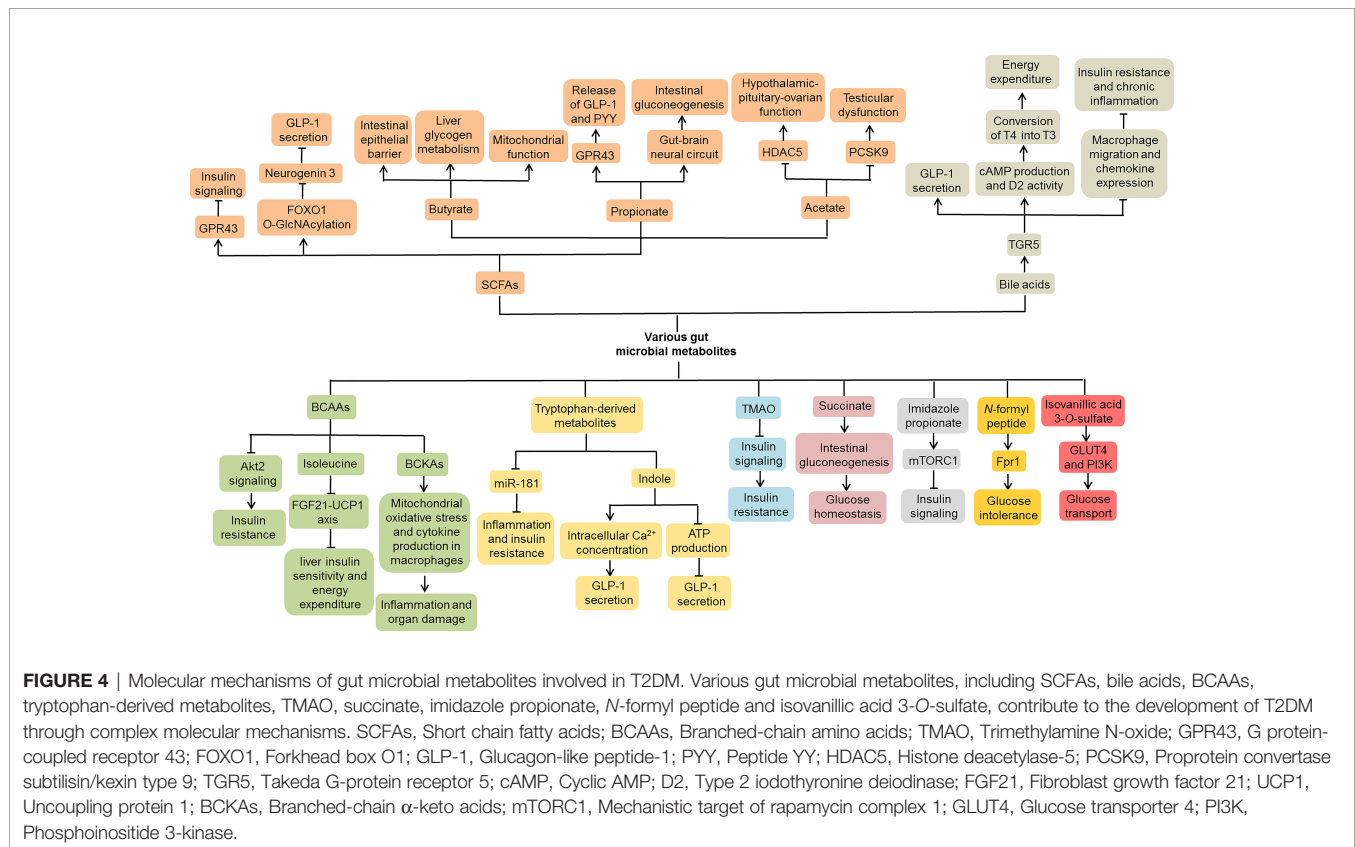 Energy
expenditure
Insulin resistance
and chronic
inflammation
Release
of GLP-1
and PYY
Intestinal
gluconeogenesis
Hypothalamic-
pituitary-ovarian
function
Testicular
dysfunction
GLP-1
secretion
Intestinal
epithelial
barrier
Liver
glycogen
metabolism
Mitochondrial
function
Conversion
of T4 into T3
Macrophage
migration and
chemokine
expression
GPR43
Gut-brain
neural circuit
HDAC5
PCSK9
Insulin
signaling
Neurogenin 3
GLP-1
secretion
cAMP production
and D2 activity
GPR43
FOXO1
O-GlcNAcylation
Butyrate
Propionate
Acetate
TGR5
SCFAs
Bile acids
Various gut
microbial metabolites
BCAAs
Tryptophan-derived
metabolites
TMAO
Succinate
Imidazole
propionate
N-formyl
peptide
Isovanillic acid
3-O-sulfate
Akt2
signaling
Isoleucine
BCKAs
miR-181
Indole
Insulin
signaling
Intestinal
gluconeogenesis
mTORC1
Fpr1
GLUT4
and PI3K
Insulin
resistance
FGF21-UCP1
axis
Mitochondrial
oxidative stress
and cytokine
production in
macrophages
Inflammation
and insulin
resistance
Intracellular Ca²⁺
concentration
ATP
production
Insulin
resistance
Glucose
homeostasis
Insulin
signaling
Glucose
intolerance
Glucose
transport
liver insulin
sensitivity and
energy
expenditure
Inflammation and
organ damage
GLP-1
secretion
GLP-1
secretion
FIGURE 4 | Molecular mechanisms of gut microbial metabolites involved in T2DM. Various gut microbial metabolites, including SCFAs, bile acids, BCAAs,
tryptophan-derived metabolites, TMAO, succinate, imidazole propionate, N-formyl peptide and isovanillic acid 3-O-sulfate, contribute to the development of T2DM
through complex molecular mechanisms. SCFAs, Short chain fatty acids; BCAAs, Branched-chain amino acids; TMAO, Trimethylamine N-oxide; GPR43, G protein-
coupled receptor 43; FOXO1, Forkhead box O1; GLP-1, Glucagon-like peptide-1; PYY, Peptide YY; HDAC5, Histone deacetylase-5; PCSK9, Proprotein convertase
subtilisin/kexin type 9; TGR5, Takeda G-protein receptor 5; cAMP, Cyclic AMP; D2, Type 2 iodothyronine deiodinase; FGF21, Fibroblast growth factor 21; UCP1,
Uncoupling protein 1; BCKAs, Branched-chain α-keto acids; mTORC1, Mechanistic target of rapamycin complex 1; GLUT4, Glucose transporter 4; PI3K,
Phosphoinositide 3-kinase.